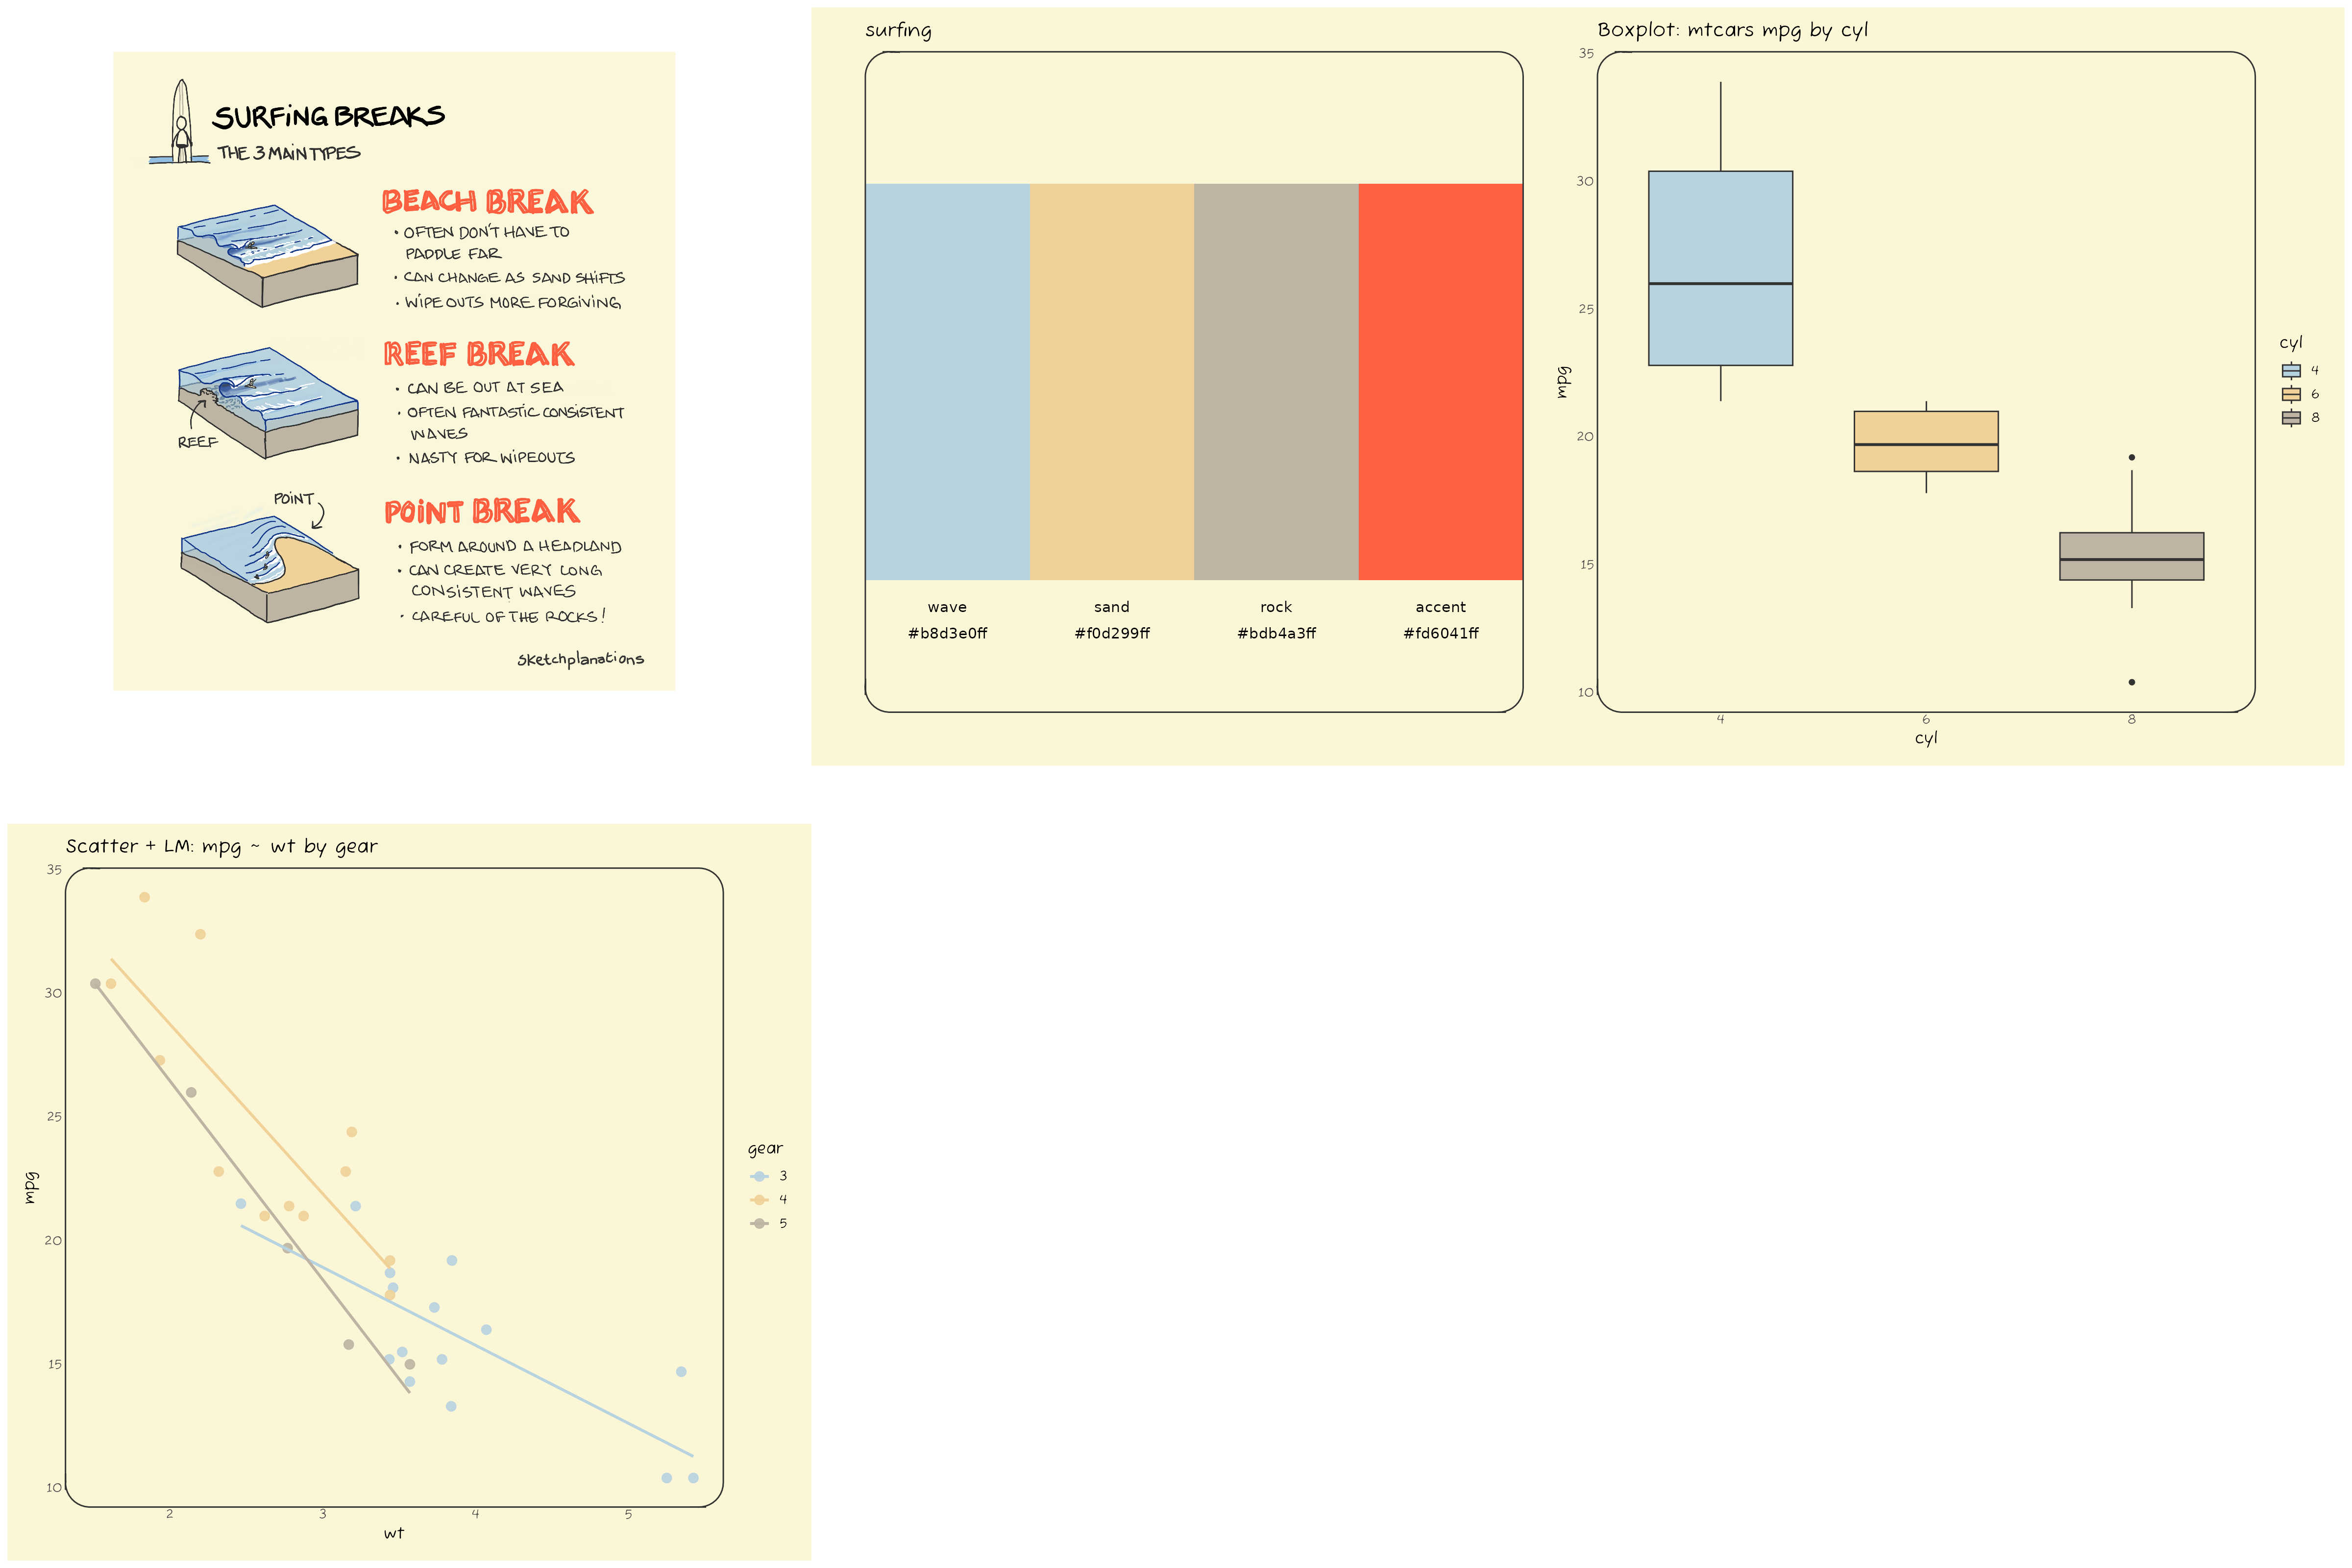 SURFiNG BREAKS
THE 3 MAiN TYPES
BEACH BREAK
• OFTEN DON'T HAVE TO
PADDLE FAR
• CAN CHANGE AS SAND SHiFTS
• WiPEOUTS MORE FORGiViNG
REEF BREAK
• CAN BE OUT AT SEA
• OFTEN FANTASTiC CONSiSTENT
WAVES
• NASTY FOR WiPEOUTS
REEF
POiNT
POiNT BREAK
• FORM AROUND A HEADLAND
• CAN CREATE VERY LONG
CONSiSTENT WAVES
• CAREFUL OF THE ROCKS!
sketchplanations
surfing
wave sand rock accent
#b8d3e0ff #f0d299ff #bdb4a3ff #fd6041ff
Boxplot: mtcars mpg by cyl
35
30
25
20
15
10
mpg
4 6 8
cyl
cyl
4
6
8
Scatter + LM: mpg ~ wt by gear
35
30
25
20
15
10
mpg
2 3 4 5
wt
gear
3
4
5